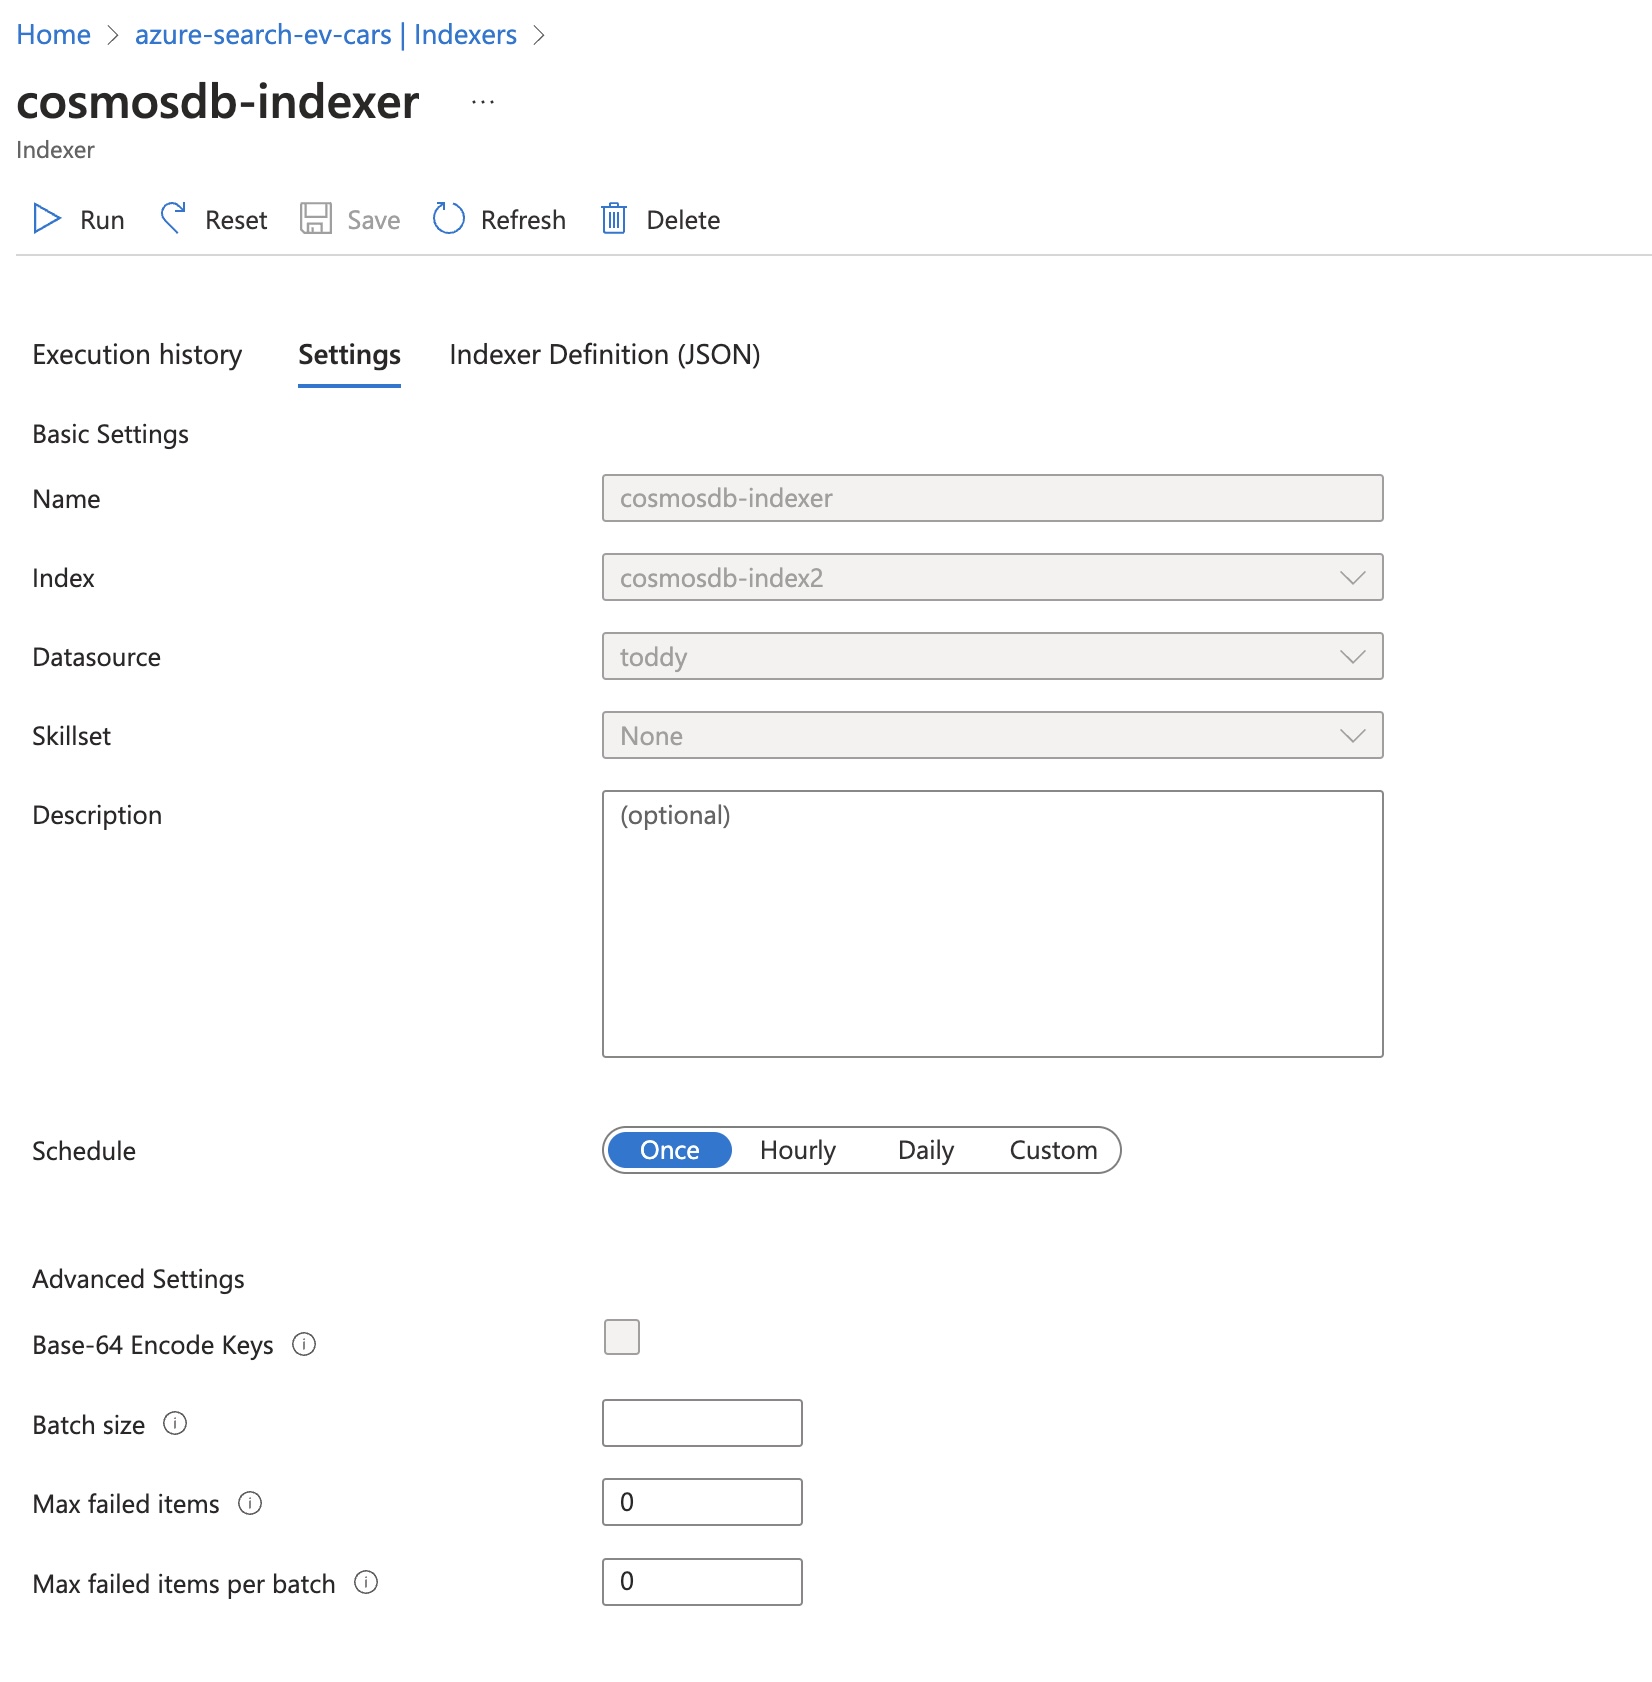 Home > azure-search-ev-cars | Indexers >
cosmosdb-indexer ...
Indexer
Run Reset Save Refresh Delete
Execution history Settings Indexer Definition (JSON)
Basic Settings
Name cosmosdb-indexer
Index cosmosdb-index2
Datasource toddy
Skillset None
Description (optional)
Schedule Once Hourly Daily Custom
Advanced Settings
Base-64 Encode Keys
Batch size
Max failed items 0
Max failed items per batch 0